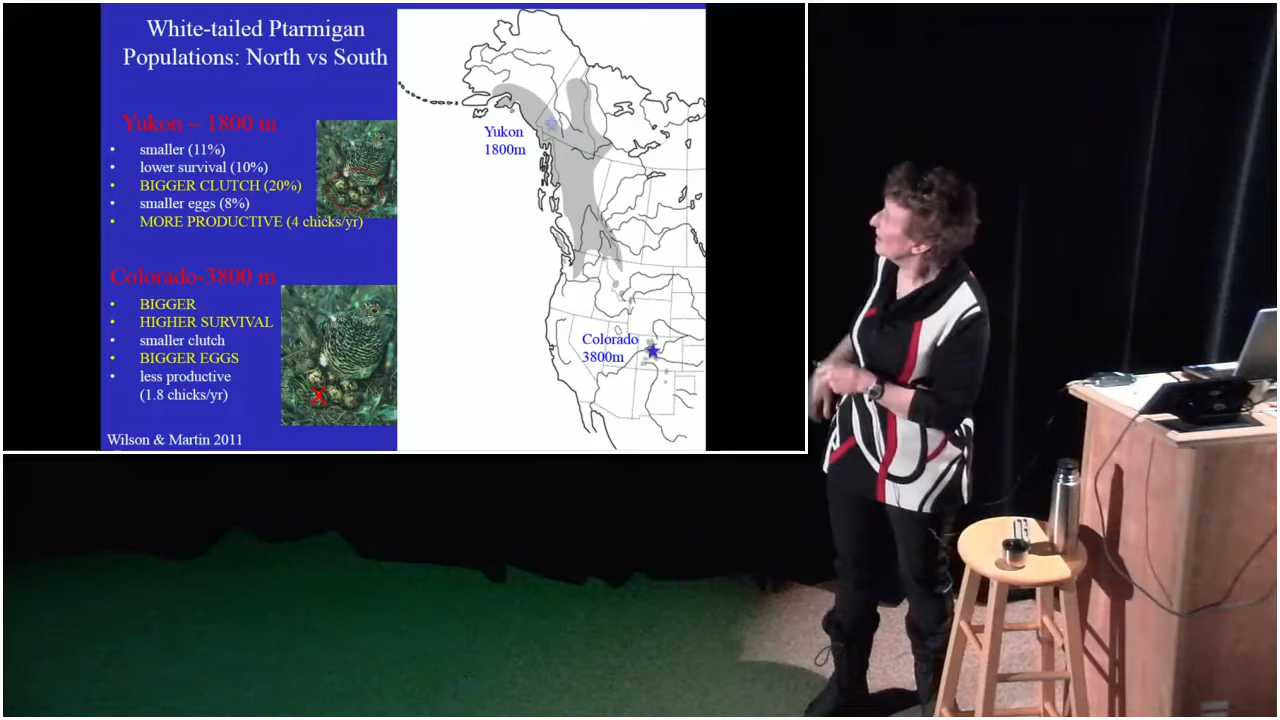 White-tailed Ptarmigan
Populations: North vs South
Yukon – 1800 m
• smaller (11%)
• lower survival (10%)
• BIGGER CLUTCH (20%)
• smaller eggs (8%)
• MORE PRODUCTIVE (4 chicks/yr)
Colorado-3800 m
• BIGGER
• HIGHER SURVIVAL
• smaller clutch
• BIGGER EGGS
• less productive
(1.8 chicks/yr)
X
Wilson & Martin 2011
Yukon
1800m
Colorado
3800m